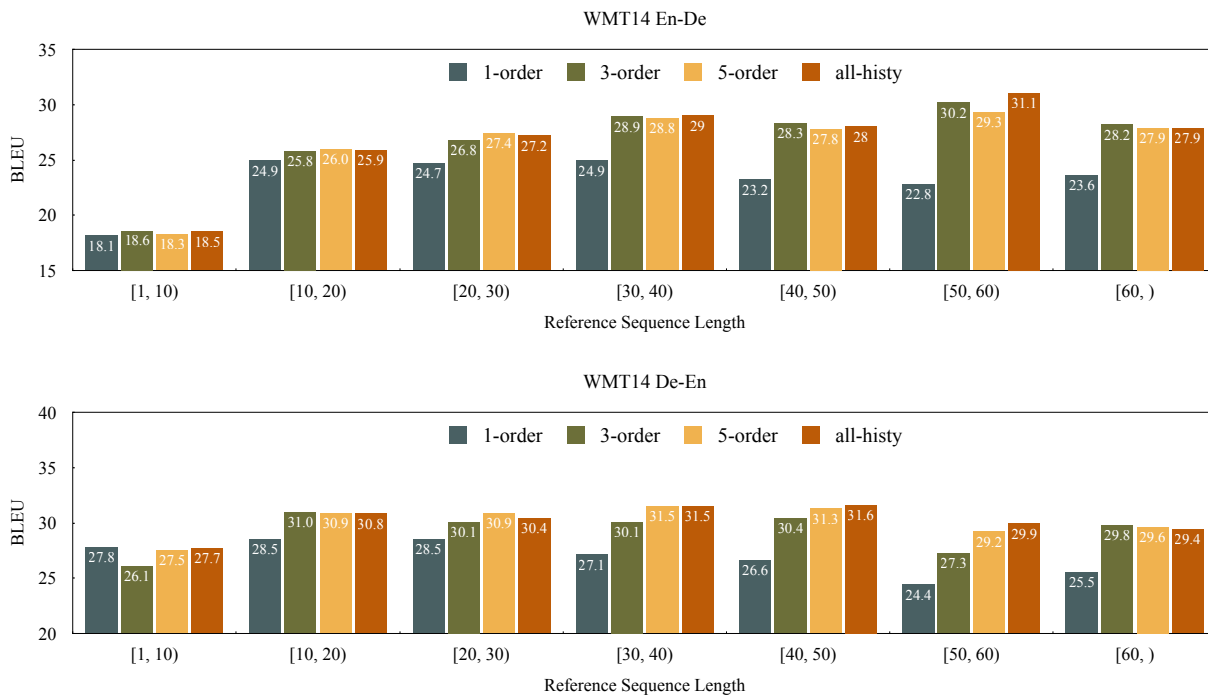 WMT14 En-De
35
1-order 3-order 5-order all-histy
30
25
20
15
BLEU
18.1 18.6 18.3 18.5 24.9 25.8 26.0 25.9 24.7 26.8 27.4 27.2 24.9 28.9 28.8 29 23.2 28.3 27.8 28 22.8 30.2 29.3 31.1 23.6 28.2 27.9 27.9
[1, 10) [10, 20) [20, 30) [30, 40) [40, 50) [50, 60) [60, )
Reference Sequence Length
WMT14 De-En
40
1-order 3-order 5-order all-histy
35
30
25
20
BLEU
27.8 26.1 27.5 27.7 28.5 31.0 30.9 30.8 28.5 30.1 30.9 30.4 27.1 30.1 31.5 31.5 26.6 30.4 31.3 31.6 24.4 27.3 29.2 29.9 25.5 29.8 29.6 29.4
[1, 10) [10, 20) [20, 30) [30, 40) [40, 50) [50, 60) [60, )
Reference Sequence Length